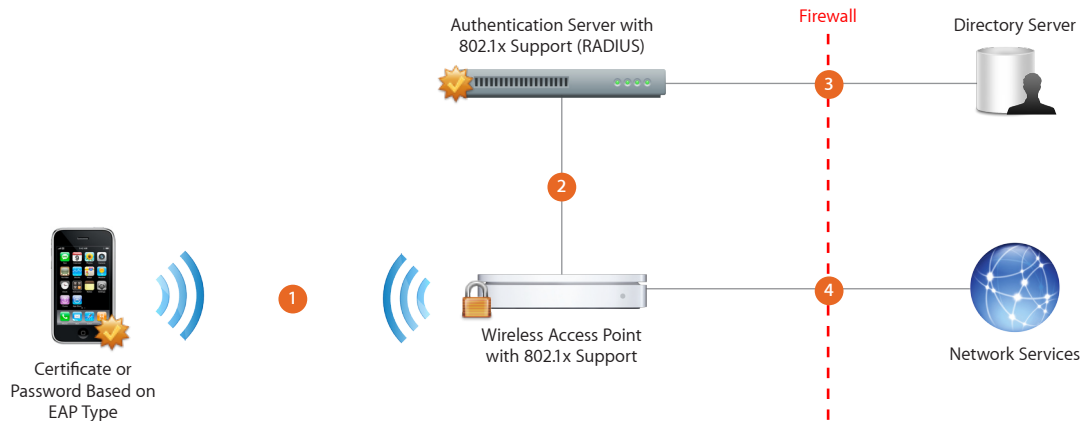 Authentication Server with
802.1x Support (RADIUS)
Firewall
Directory Server
3
2
1
4
Wireless Access Point
with 802.1x Support
Network Services
Certificate or
Password Based on
EAP Type